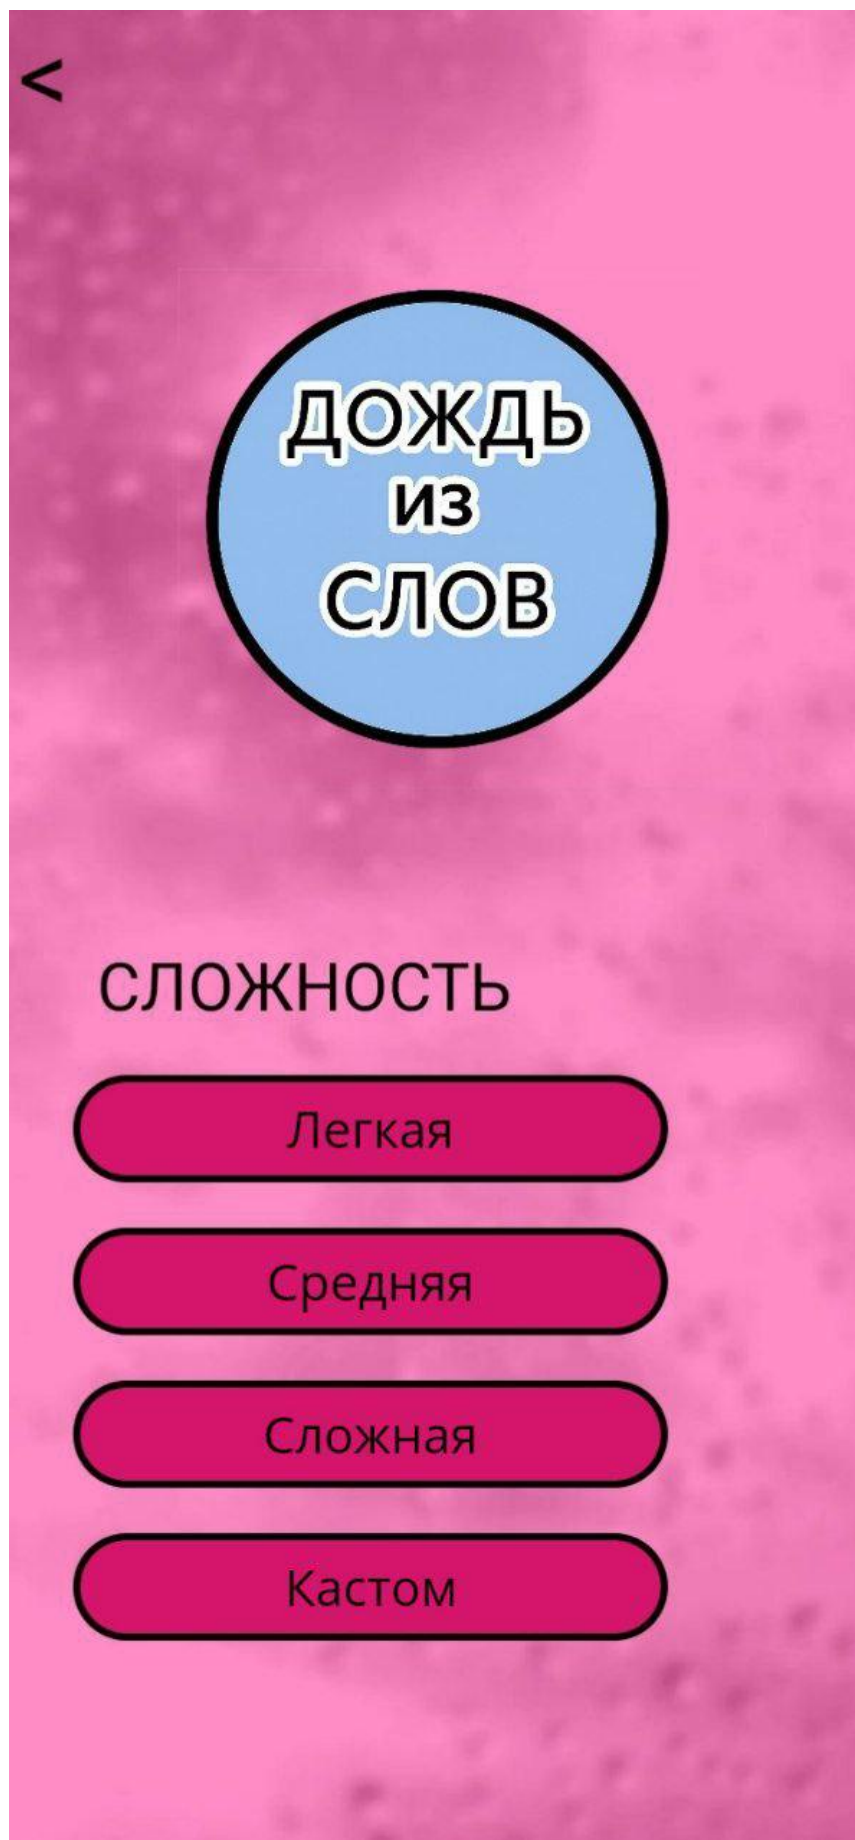 <
ДОЖДЬ
из
СЛОВ
СЛОЖНОСТЬ
Легкая
Средняя
Сложная
Кастом